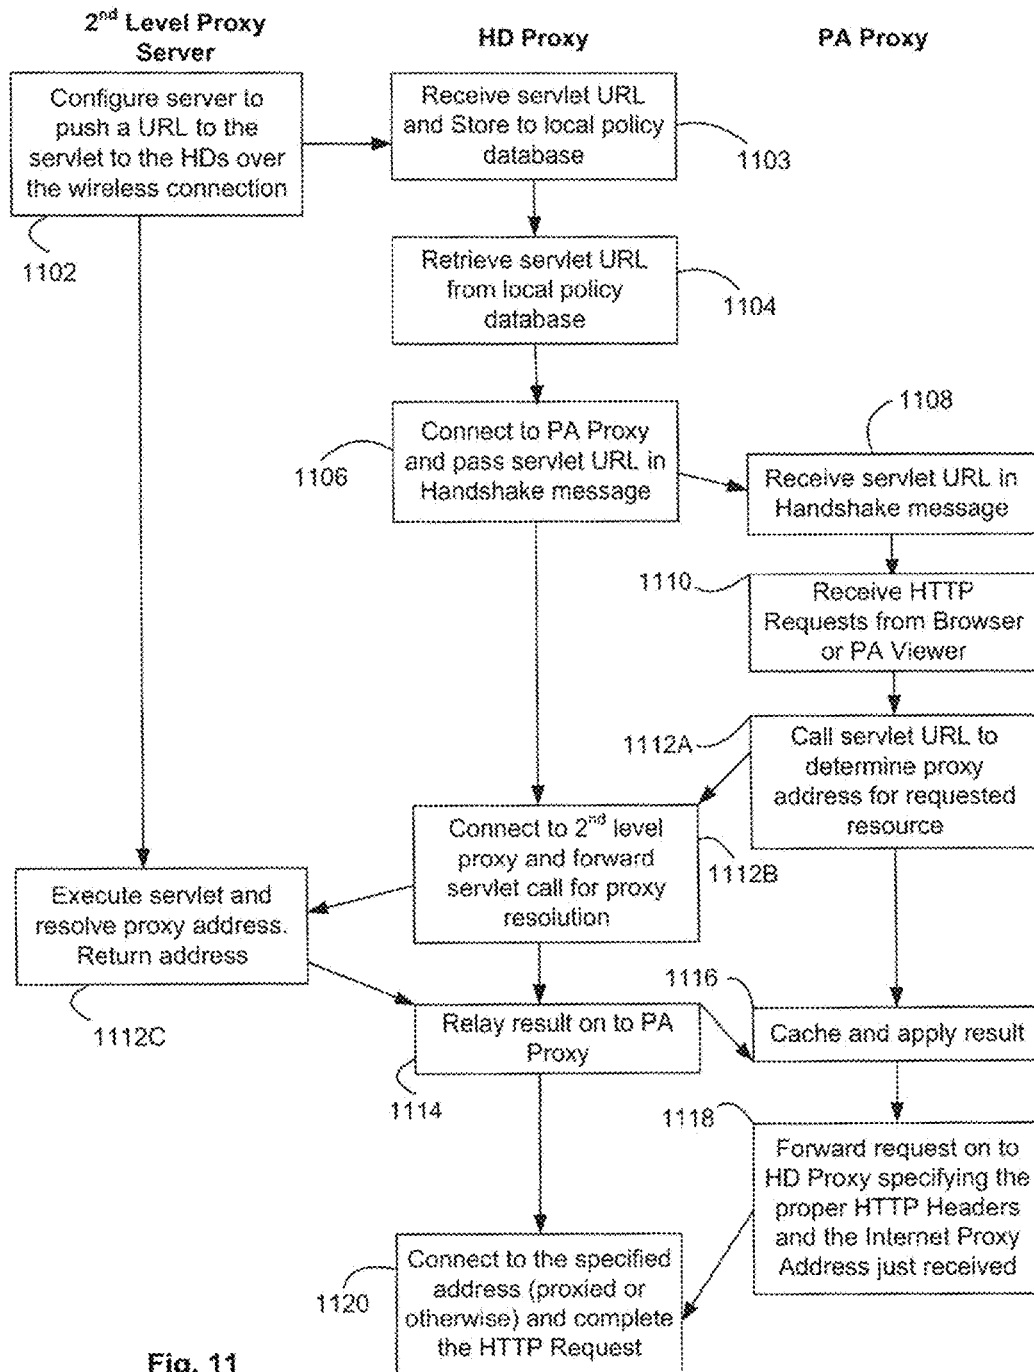 2nd Level Proxy
Server
HD Proxy
PA Proxy
Configure server to
push a URL to the
servlet to the HDs over
the wireless connection
1102
Receive servlet URL
and Store to local policy
database
1103
Retrieve servlet URL
from local policy
database
1104
Connect to PA Proxy
and pass servlet URL in
Handshake message
1106
1108
Receive servlet URL in
Handshake message
1110
Receive HTTP
Requests from Browser
or PA Viewer
1112A
Call servlet URL to
determine proxy
address for requested
resource
Connect to 2nd level
proxy and forward
servlet call for proxy
resolution
1112B
Execute servlet and
resolve proxy address.
Return address
1112C
Relay result on to PA
Proxy
1114
1116
Cache and apply result
1118
Forward request on to
HD Proxy specifying the
proper HTTP Headers
and the Internet Proxy
Address just received
Connect to the specified
address (proxied or
otherwise) and complete
the HTTP Request
1120
Fig. 11